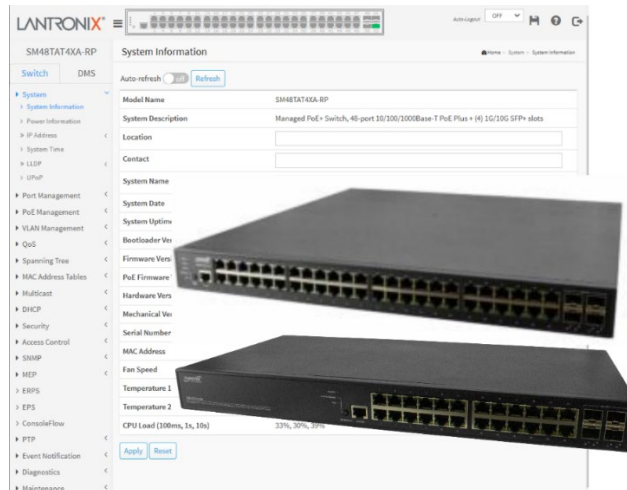 LANTRONIX
Auto-Logout OFF
SM48TAT4XA-RP
System Information
Home - System - System Information
Switch DMS
Auto-refresh off Refresh
System
System Information
Power Information
IP Address
System Time
LLDP
UPnP
Port Management
PoE Management
VLAN Management
QoS
Spanning Tree
MAC Address Tables
Multicast
DHCP
Security
Access Control
SNMP
MEP
ERPS
EPS
ConsoleFlow
PTP
Event Notification
Diagnostics
Maintenance
Model Name SM48TAT4XA-RP
System Description Managed PoE+ Switch, 48-port 10/100/1000Base-T PoE Plus + (4) 1G/10G SFP+ slots
Location
Contact
System Name
System Date
System Uptime
Bootloader Ver
Firmware Versi
PoE Firmware
Hardware Vers
Mechanical Ver
Serial Number
MAC Address
Fan Speed
Temperature 1
Temperature 2
CPU Load (100ms, 1s, 10s) 33%, 30%, 39%
Apply Reset